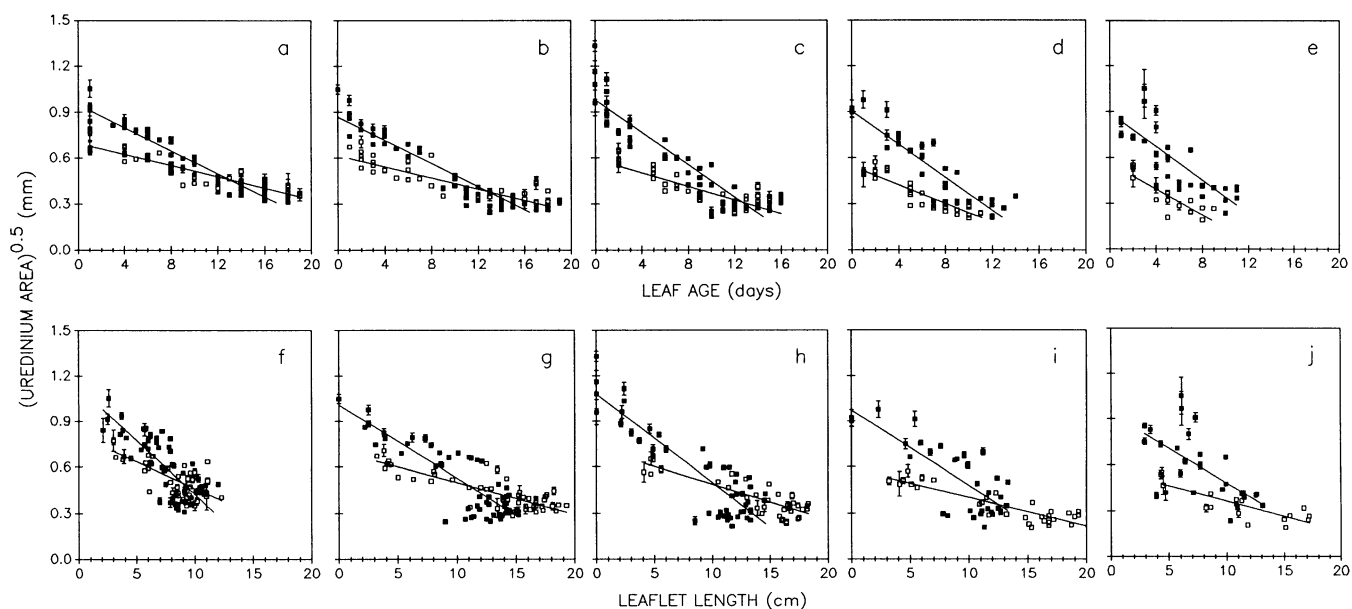 (UREDINIUM AREA)^0.5 (mm)
1.5
1.2
0.9
0.6
0.3
0.0
a
b
c
d
e
0 4 8 12 16 20
0 4 8 12 16 20
0 4 8 12 16 20
0 4 8 12 16 20
0 4 8 12 16 20
LEAF AGE (days)
1.5
1.2
0.9
0.6
0.3
0.0
f
g
h
i
j
0 5 10 15 20
0 5 10 15 20
0 5 10 15 20
0 5 10 15 20
0 5 10 15 20
LEAFLET LENGTH (cm)